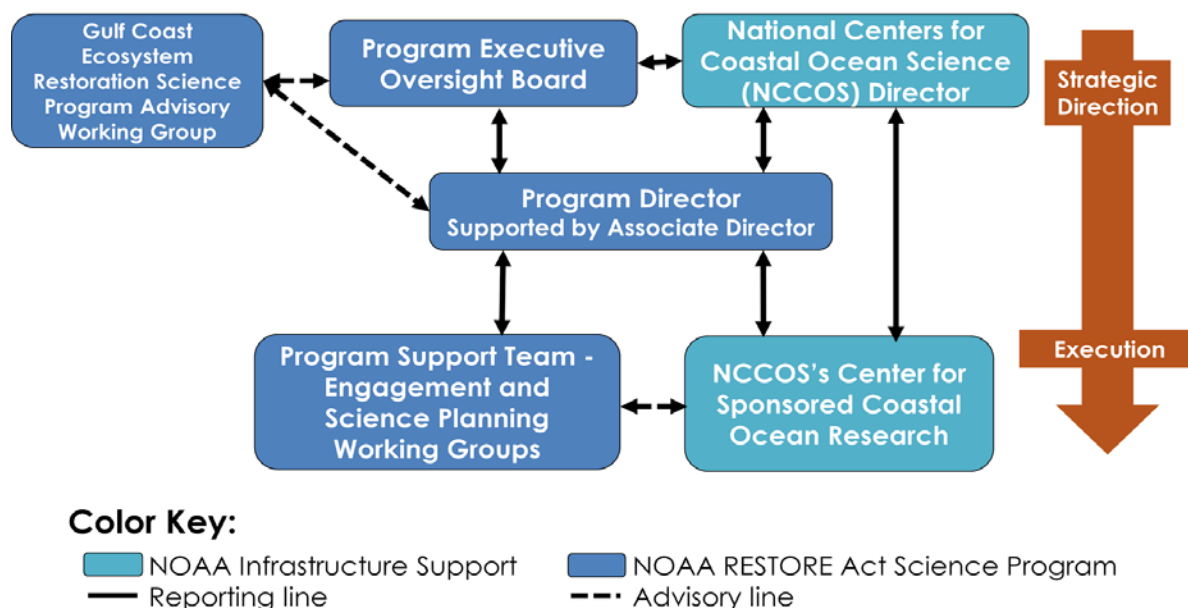 Gulf Coast
Ecosystem
Restoration Science
Program Advisory
Working Group
Program Executive
Oversight Board
National Centers for
Coastal Ocean Science
(NCCOS) Director
Strategic
Direction
Program Director
Supported by Associate Director
Program Support Team -
Engagement and
Science Planning
Working Groups
NCCOS's Center for
Sponsored Coastal
Ocean Research
Execution
Color Key:
NOAA Infrastructure Support
NOAA RESTORE Act Science Program
Reporting line
Advisory line